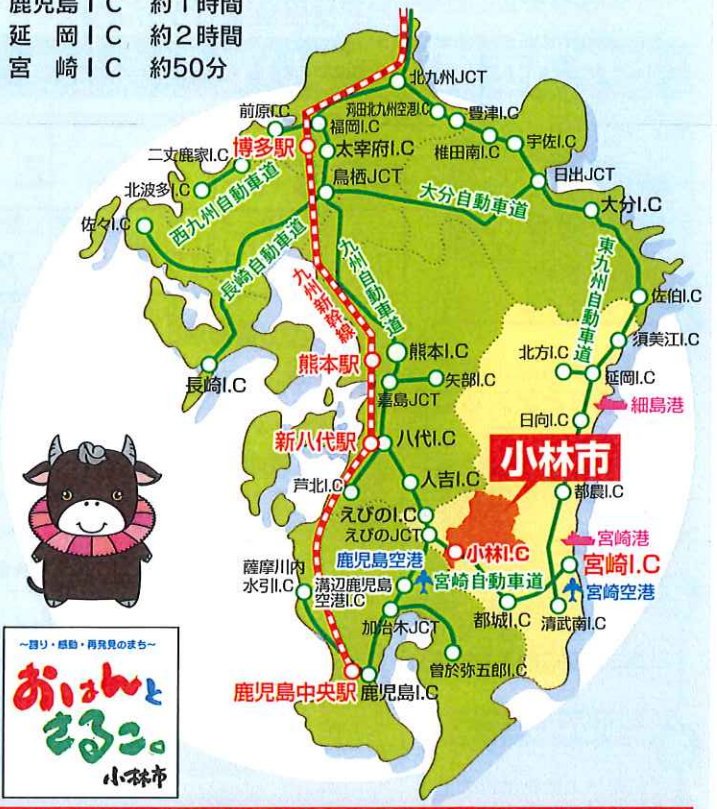 鹿児島IC 約1時間
延岡IC 約2時間
宮崎IC 約50分
北九州JCT
前原I.C
苅田北九州空港I.C
豊津I.C
福岡I.C
二丈鹿家I.C
博多駅
太宰府I.C
椎田南I.C
宇佐I.C
北波多I.C
鳥栖JCT
日出JCT
佐々I.C
西九州自動車道
大分自動車道
大分I.C
長崎自動車道
九州新幹線
九州自動車道
東九州自動車道
佐伯I.C
須美江I.C
熊本駅
熊本I.C
北方I.C
延岡I.C
長崎I.C
矢部I.C
嘉島JCT
細島港
日向I.C
新八代駅
八代I.C
小林市
芦北I.C
人吉I.C
都農I.C
えびのI.C
えびのJCT
宮崎港
小林I.C
鹿児島空港
宮崎I.C
薩摩川内
水引I.C
溝辺鹿児島
空港I.C
宮崎自動車道
宮崎空港
加治木JCT
都城I.C
清武南I.C
曽於弥五郎I.C
鹿児島中央駅
鹿児島I.C
~語り・感動・再発見のまち~
おはんと
さるこ。
小林市